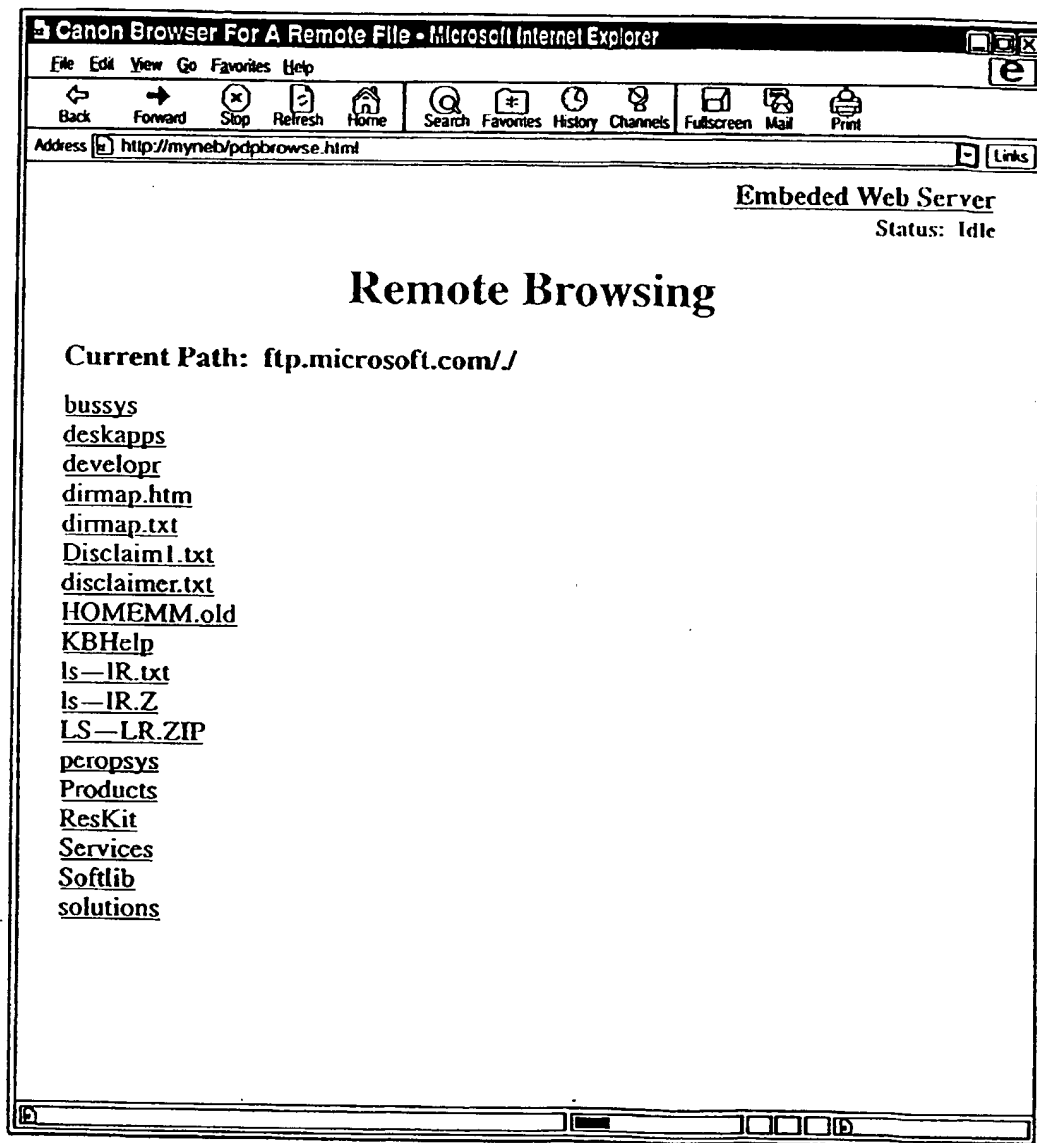 Canon Browser For A Remote File - Microsoft Internet Explorer
File Edit View Go Favorites Help
Back Forward Stop Refresh Home Search Favorites History Channels Fullscreen Mail Print
Address http://myneb/pdpbrowse.html Links
Embeded Web Server
Status: Idle
Remote Browsing
Current Path: ftp.microsoft.com/./
bussys
deskapps
developr
dirmap.htm
dirmap.txt
Disclaim1.txt
disclaimer.txt
HOMEMM.old
KBHelp
ls—lR.txt
ls—lR.Z
LS—LR.ZIP
peropsys
Products
ResKit
Services
Softlib
solutions